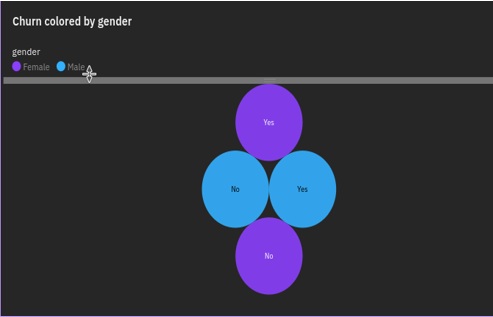 Churn colored by gender
gender
Female Male
Yes
No Yes
No